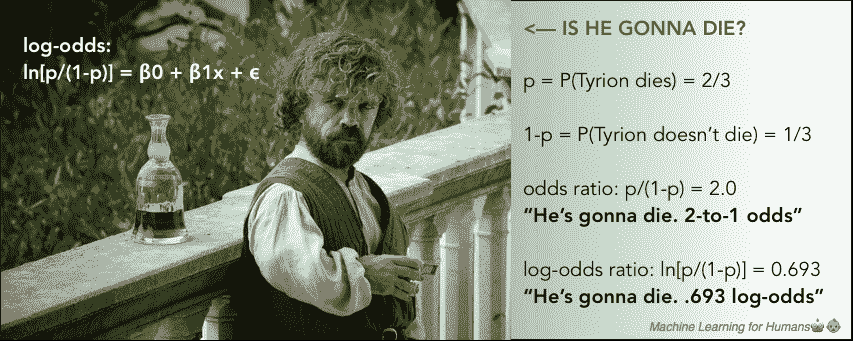 log-odds:
ln[p/(1-p)] = β0 + β1x + ϵ
<— IS HE GONNA DIE?
p = P(Tyrion dies) = 2/3
1-p = P(Tyrion doesn’t die) = 1/3
odds ratio: p/(1-p) = 2.0
“He’s gonna die. 2-to-1 odds”
log-odds ratio: ln[p/(1-p)] = 0.693
“He’s gonna die. .693 log-odds”
Machine Learning for Humans🤖👶